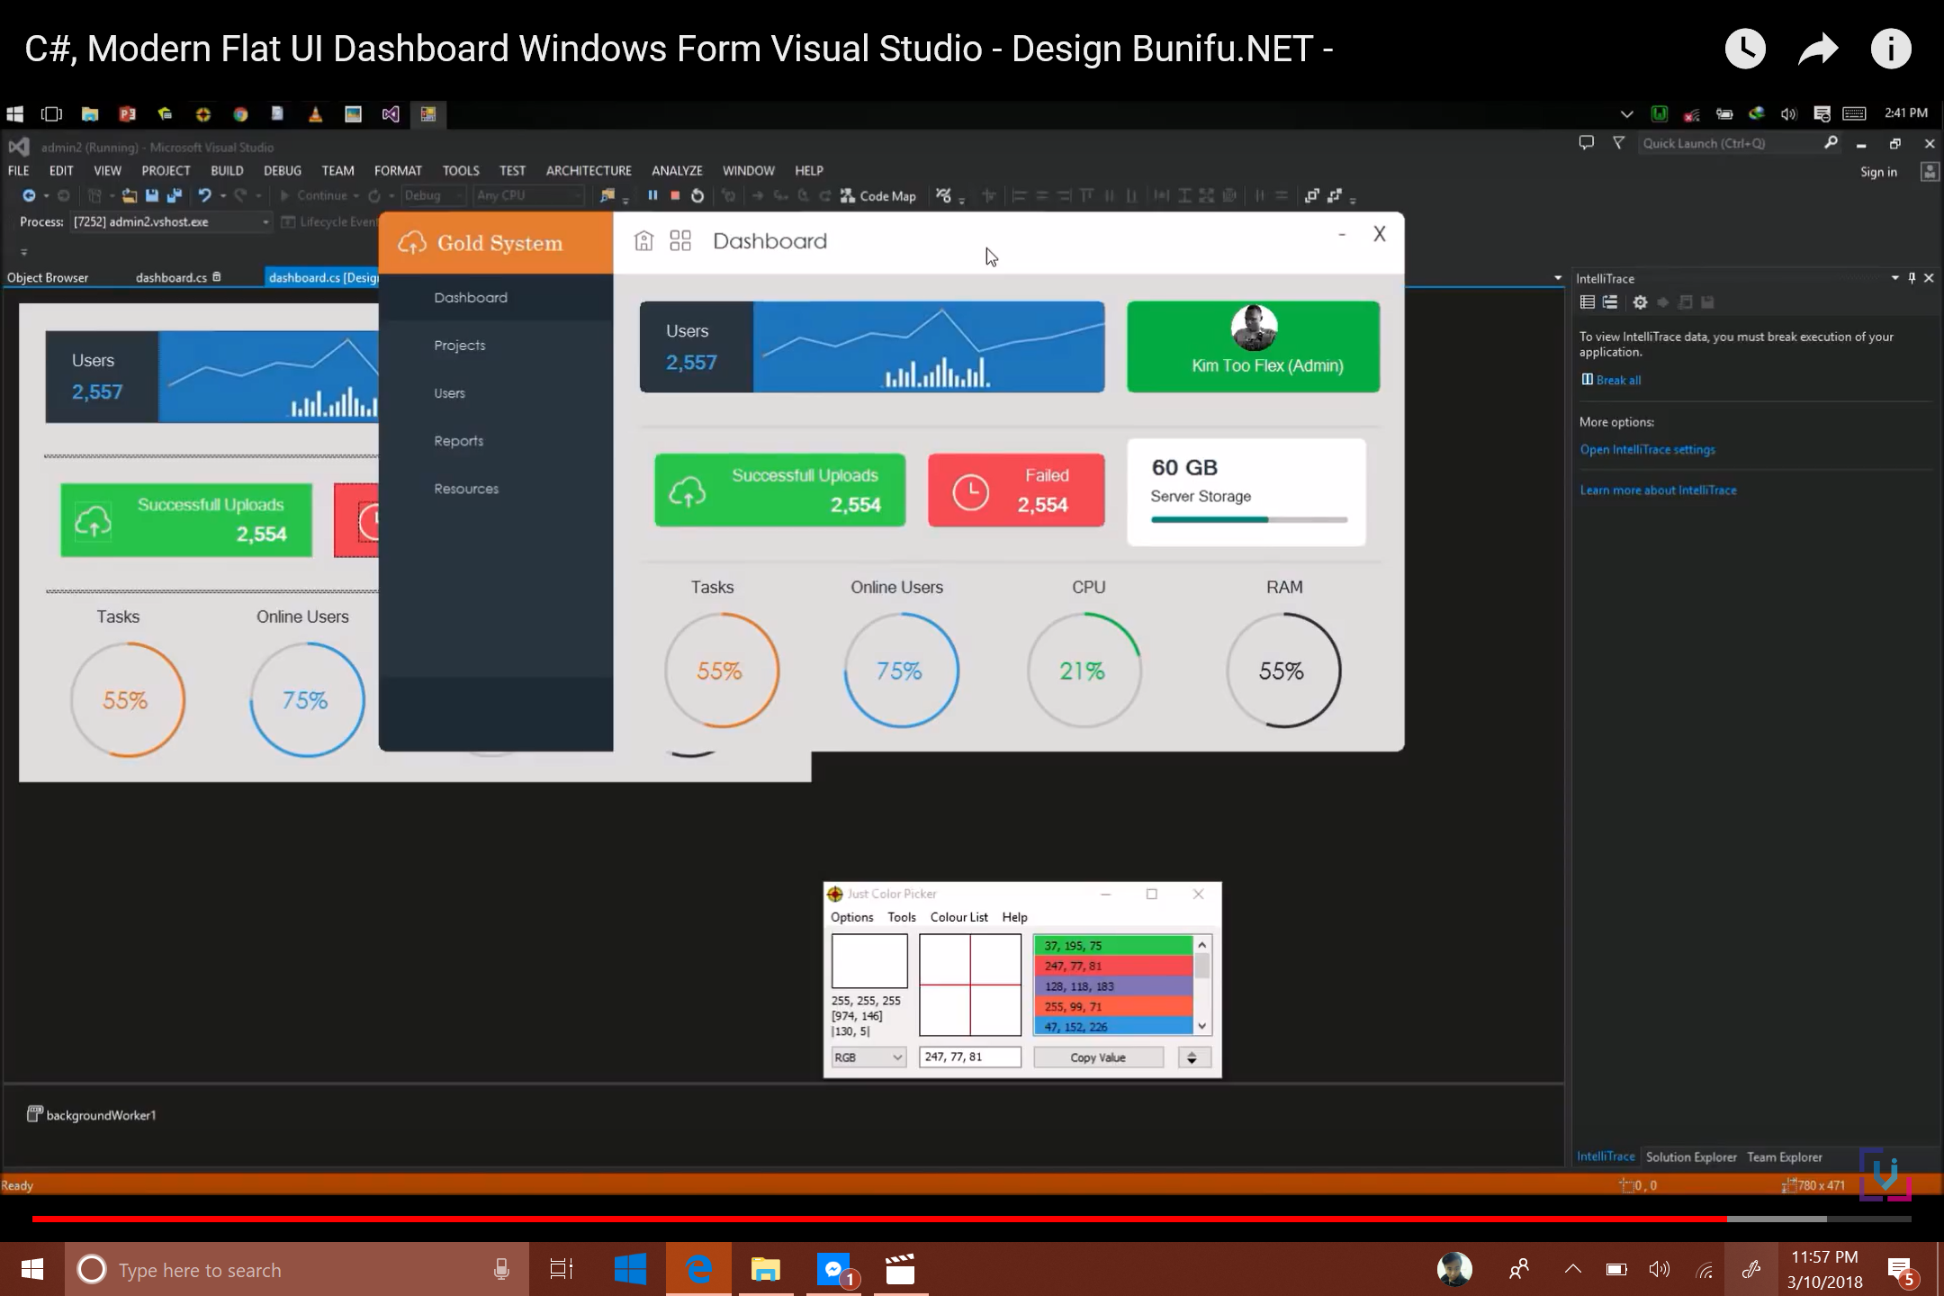 C#, Modern Flat UI Dashboard Windows Form Visual Studio - Design Bunifu.NET -
2:41 PM
admin2 (Running) - Microsoft Visual Studio
Quick Launch (Ctrl+Q)
FILE EDIT VIEW PROJECT BUILD DEBUG TEAM FORMAT TOOLS TEST ARCHITECTURE ANALYZE WINDOW HELP
Sign in
Continue Debug Any CPU Code Map
Process: [7252] admin2.vshost.exe Lifecycle Event
Object Browser dashboard.cs dashboard.cs [Design
Gold System
Dashboard
- X
Dashboard
Projects
Users
Reports
Resources
Users
2,557
Kim Too Flex (Admin)
Successfull Uploads
2,554
Failed
2,554
60 GB
Server Storage
Tasks Online Users CPU RAM
55% 75% 21% 55%
Users
2,557
Successfull Uploads
2,554
Tasks Online Users
55% 75%
IntelliTrace
To view IntelliTrace data, you must break execution of your
application.
Break all
More options:
Open IntelliTrace settings
Learn more about IntelliTrace
Just Color Picker
Options Tools Colour List Help
37, 195, 75
247, 77, 81
128, 118, 183
255, 99, 71
47, 152, 226
255, 255, 255
[974, 146]
|130, 5|
RGB 247, 77, 81 Copy Value
backgroundWorker1
IntelliTrace Solution Explorer Team Explorer
Ready 0, 0 780 x 471
Type here to search
1
11:57 PM
3/10/2018
5